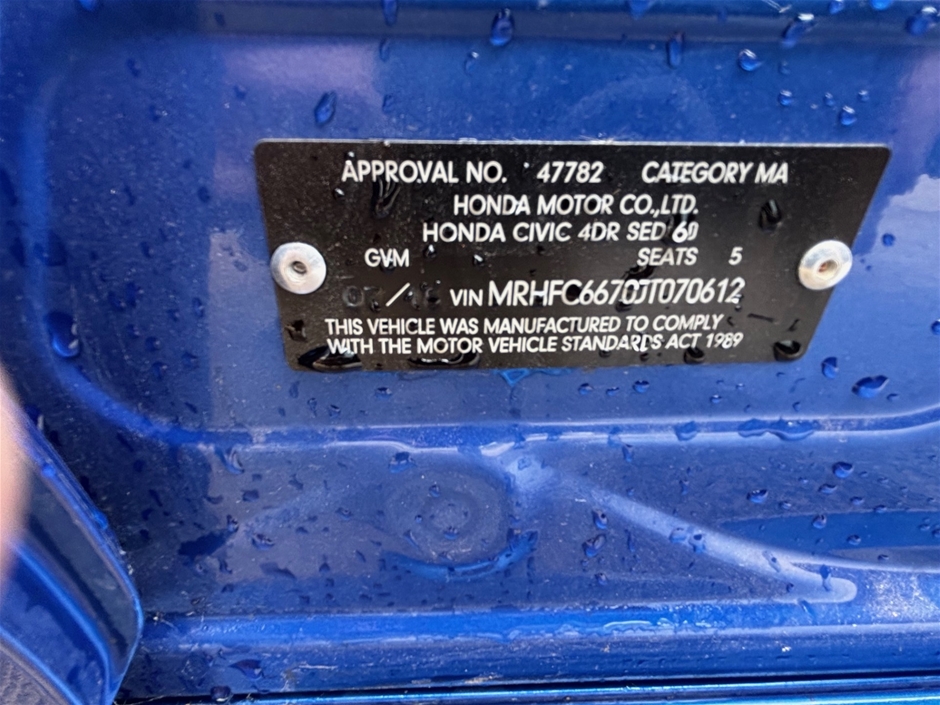 APPROVAL NO. 47782 CATEGORY MA
HONDA MOTOR CO.,LTD.
HONDA CIVIC 4DR SED 60
GVM SEATS 5
/ VIN MRHFC6670JT070612
THIS VEHICLE WAS MANUFACTURED TO COMPLY
WITH THE MOTOR VEHICLE STANDARDS ACT 1989